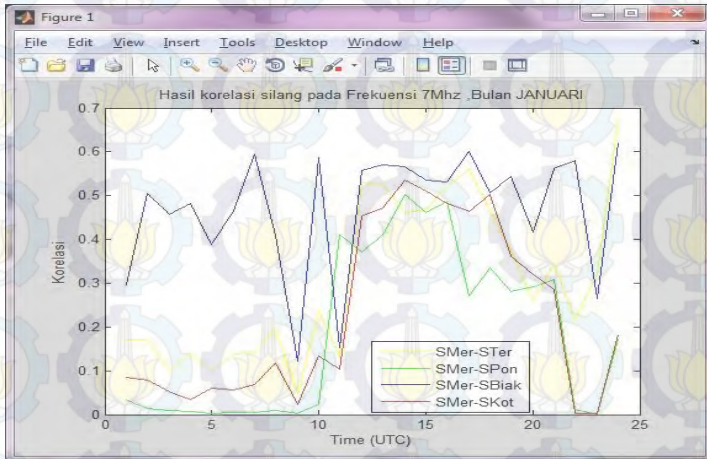 Figure 1
File Edit View Insert Tools Desktop Window Help
Hasil korelasi silang pada Frekuensi 7Mhz ,Bulan JANUARI
0.7
0.6
0.5
0.4
0.3
0.2
0.1
0
Korelasi
SMer-STer
SMer-SPon
SMer-SBiak
SMer-SKot
0 5 10 15 20 25
Time (UTC)